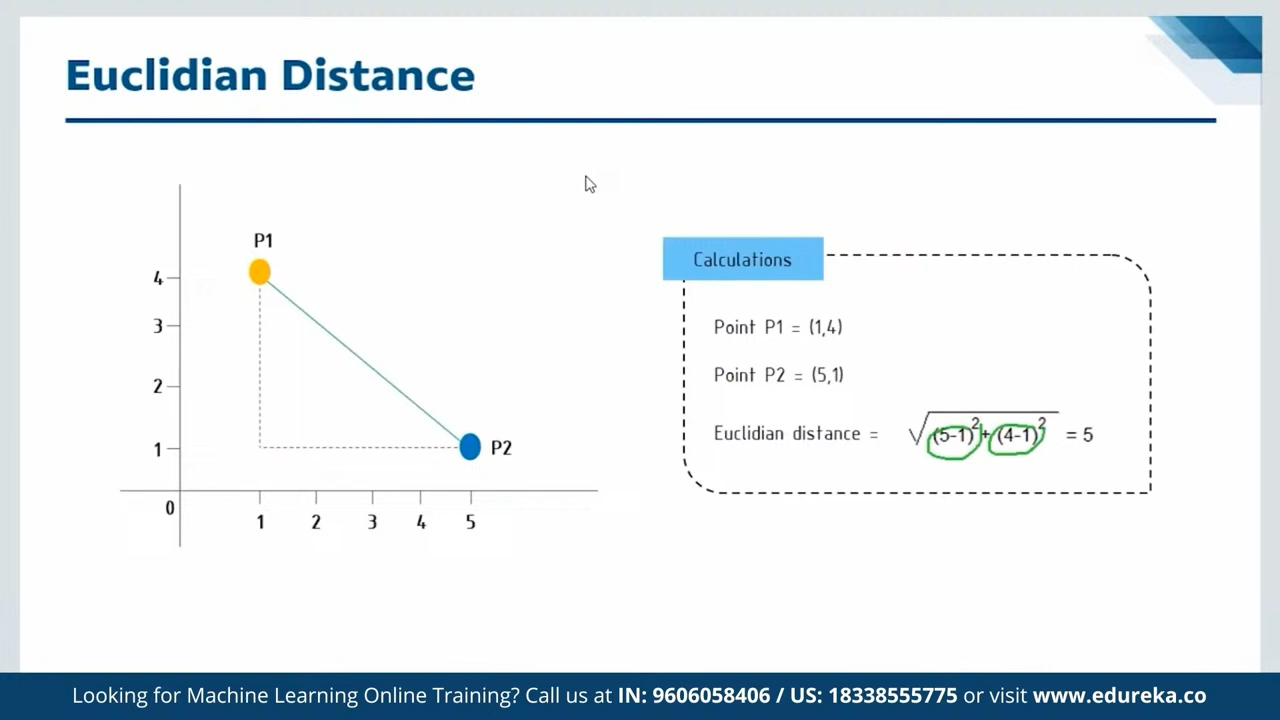 Euclidian Distance
P1
4
3
2
1
P2
0
1 2 3 4 5
Calculations
Point P1 = (1,4)
Point P2 = (5,1)
Euclidian distance = √(5-1)²+(4-1)² = 5
Looking for Machine Learning Online Training? Call us at IN: 9606058406 / US: 18338555775 or visit www.edureka.co